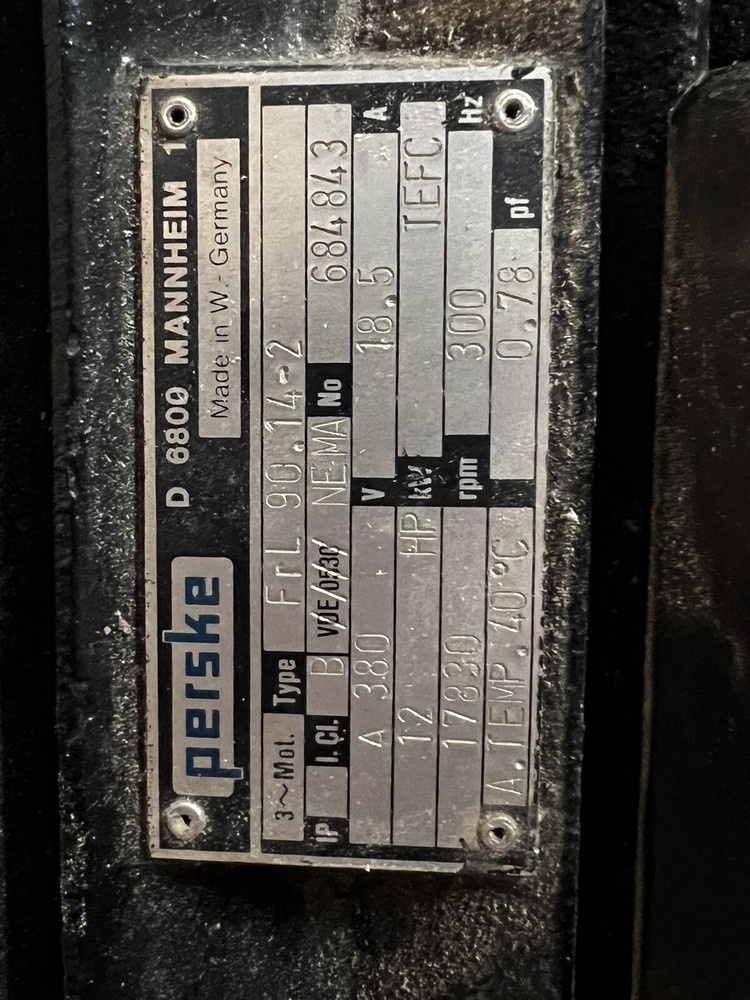 perske D 6800 MANNHEIM 1
Made in W.-Germany
3~Mot. Type FrL 90.14-2
IP I.Cl. B VDE/0530 NEMA No 684843
Δ 380 V 18.5 A
12 HP kW TEFC
17830 rpm 300 Hz
A.TEMP.40°C 0.78 pf